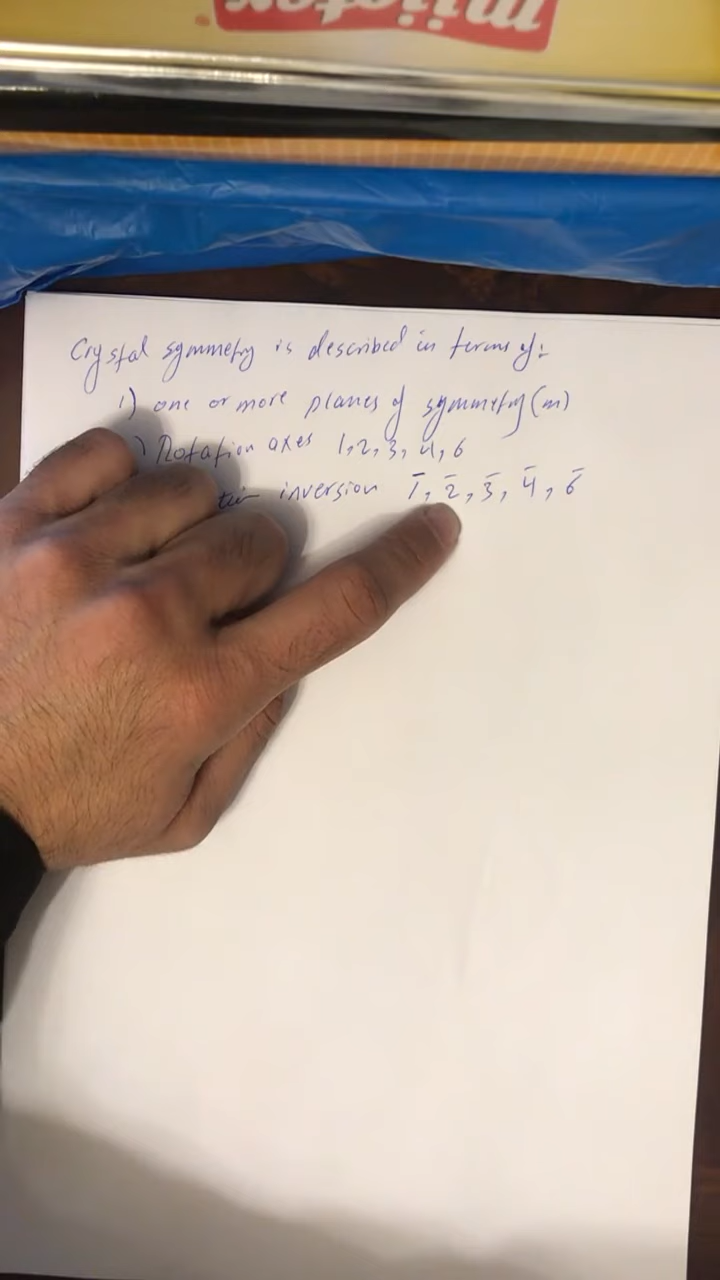 Crystal symmetry is described in terms of:
1) one or more planes of symmetry (m)
) Rotation axes 1, 2, 3, 4, 6
inversion 1̄, 2̄, 3̄, 4̄, 6̄